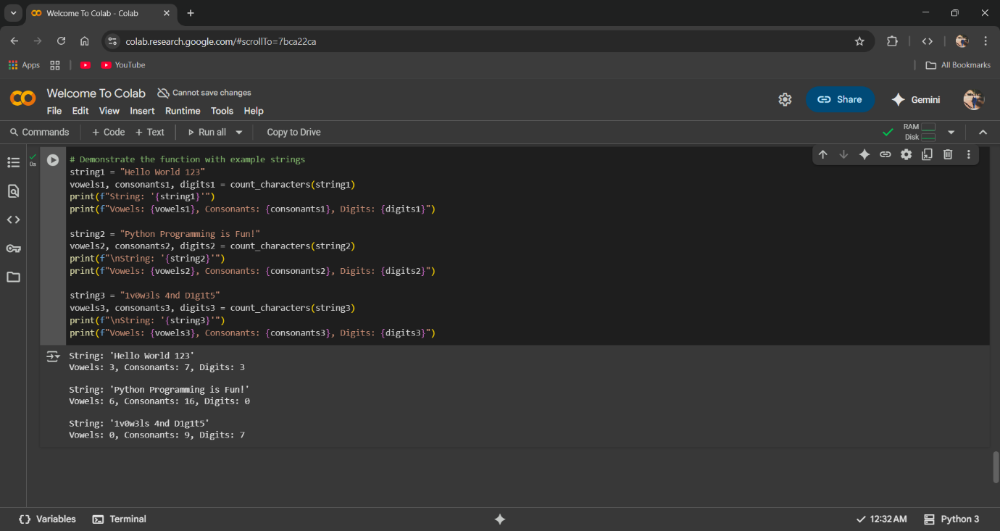 Welcome To Colab - Colab
colab.research.google.com/#scrollTo=7bca22ca
Apps
YouTube
All Bookmarks
Welcome To Colab
Cannot save changes
File Edit View Insert Runtime Tools Help
Share
Gemini
Commands
+ Code + Text
Run all
Copy to Drive
RAM
Disk
0s
# Demonstrate the function with example strings
string1 = "Hello World 123"
vowels1, consonants1, digits1 = count_characters(string1)
print(f"String: '{string1}'")
print(f"Vowels: {vowels1}, Consonants: {consonants1}, Digits: {digits1}")
string2 = "Python Programming is Fun!"
vowels2, consonants2, digits2 = count_characters(string2)
print(f"\nString: '{string2}'")
print(f"Vowels: {vowels2}, Consonants: {consonants2}, Digits: {digits2}")
string3 = "1v0w3ls 4nd D1g1t5"
vowels3, consonants3, digits3 = count_characters(string3)
print(f"\nString: '{string3}'")
print(f"Vowels: {vowels3}, Consonants: {consonants3}, Digits: {digits3}")
String: 'Hello World 123'
Vowels: 3, Consonants: 7, Digits: 3
String: 'Python Programming is Fun!'
Vowels: 6, Consonants: 16, Digits: 0
String: '1v0w3ls 4nd D1g1t5'
Vowels: 0, Consonants: 9, Digits: 7
Variables
Terminal
12:32 AM
Python 3